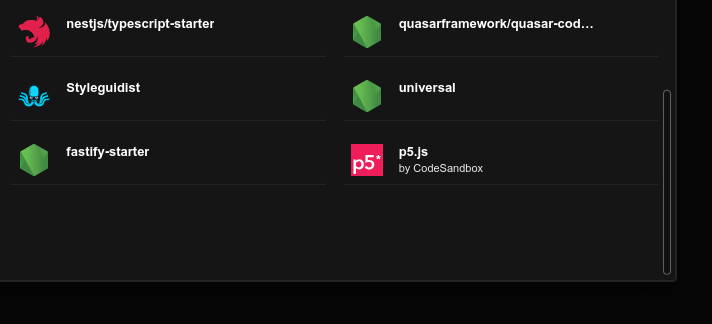 nestjs/typescript-starter
quasarframework/quasar-cod...
Styleguidist
universal
fastify-starter
p5*
p5.js
by CodeSandbox